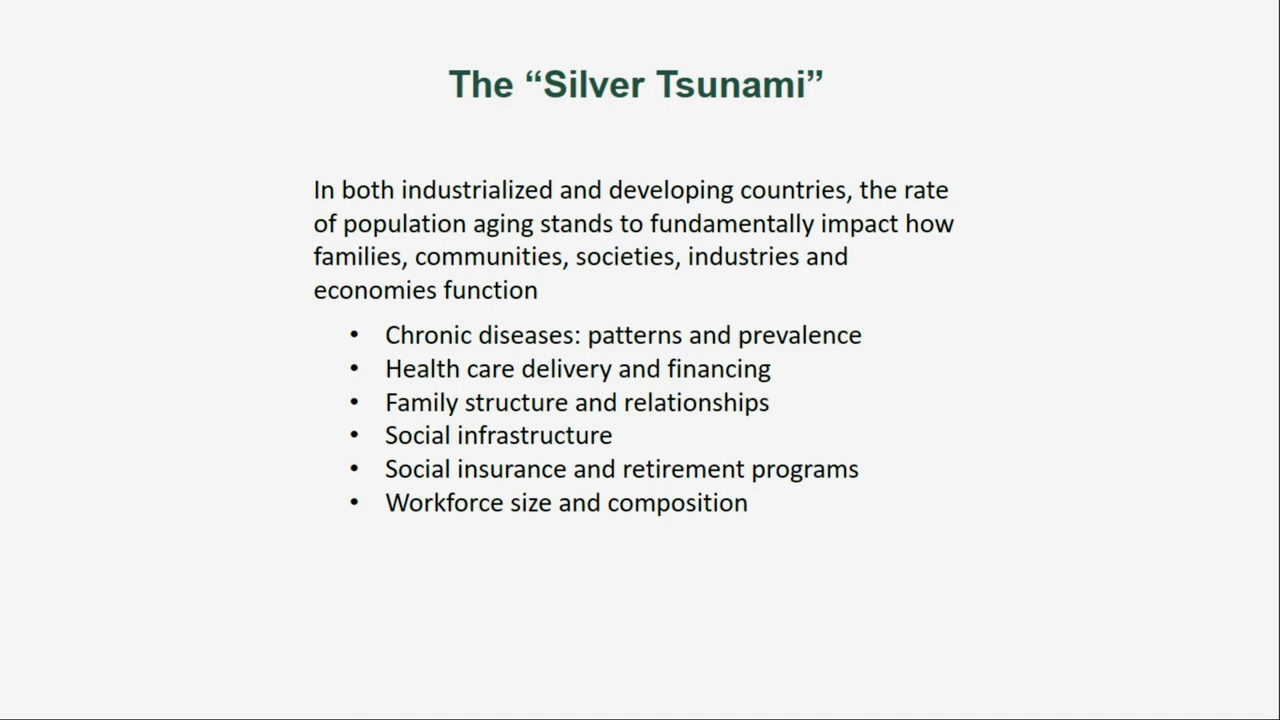 The “Silver Tsunami”
In both industrialized and developing countries, the rate
of population aging stands to fundamentally impact how
families, communities, societies, industries and
economies function
• Chronic diseases: patterns and prevalence
• Health care delivery and financing
• Family structure and relationships
• Social infrastructure
• Social insurance and retirement programs
• Workforce size and composition